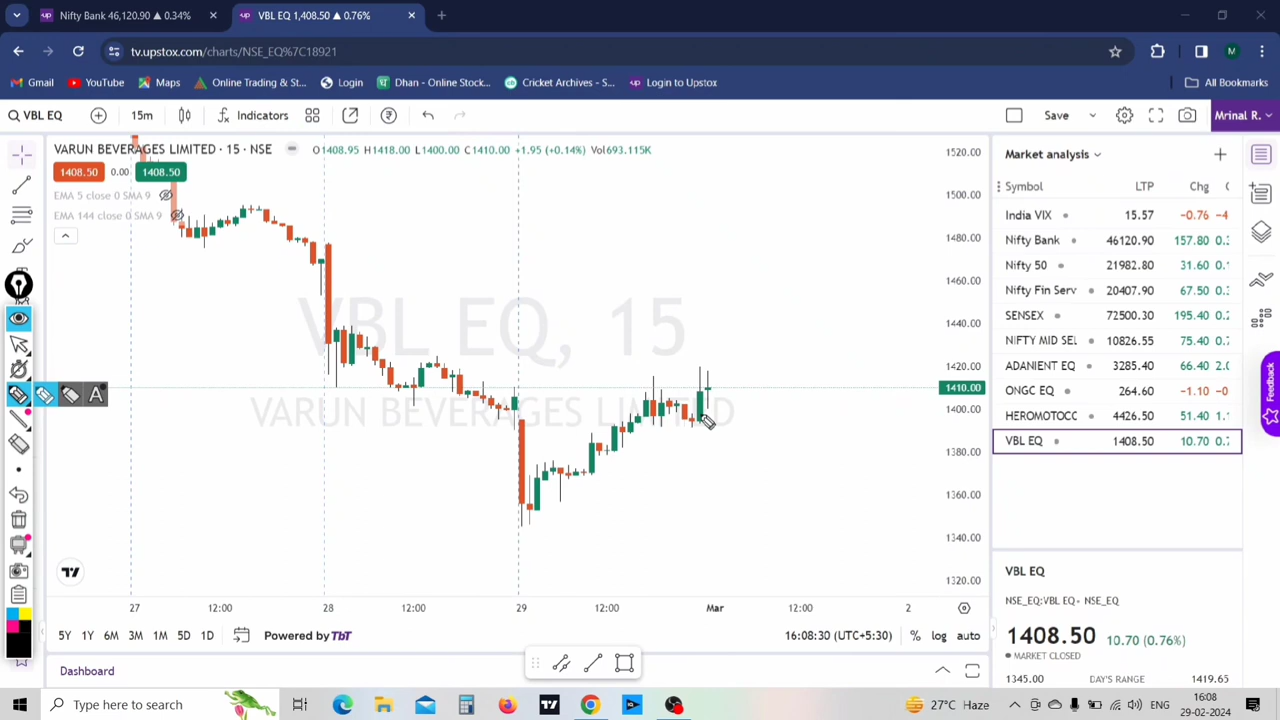 Nifty Bank 46,120.90 ▲ 0.34%
VBL EQ 1,408.50 ▲ 0.76%
tv.upstox.com/charts/NSE_EQ%7C18921
M
Gmail YouTube Maps Online Trading & St... Login Dhan - Online Stock... Cricket Archives - S... Login to Upstox All Bookmarks
VBL EQ 15m Indicators Save Mrinal R.
VARUN BEVERAGES LIMITED · 15 · NSE O1408.95 H1418.00 L1400.00 C1410.00 +1.95 (+0.14%) Vol693.115K
1408.50 0.00 1408.50
EMA 5 close 0 SMA 9
EMA 144 close 0 SMA 9
VBL EQ, 15
VARUN BEVERAGES LIMITED
A
1520.00
1500.00
1480.00
1460.00
1440.00
1420.00
1410.00
1400.00
1380.00
1360.00
1340.00
1320.00
27 12:00 28 12:00 29 12:00 Mar 12:00 2
5Y 1Y 6M 3M 1M 5D 1D Powered by TbT 16:08:30 (UTC+5:30) % log auto
Dashboard
Market analysis
Symbol LTP Chg
India VIX 15.57 -0.76 -4
Nifty Bank 46120.90 157.80 0.
Nifty 50 21982.80 31.60 0.
Nifty Fin Serv 20407.90 67.50 0.
SENSEX 72500.30 195.40 0.
NIFTY MID SEL 10826.55 75.40 0.
ADANIENT EQ 3285.40 66.40 2.
ONGC EQ 264.60 -1.10 -0
HEROMOTOCC 4426.50 51.40 1.
VBL EQ 1408.50 10.70 0.
VBL EQ
NSE_EQ:VBL EQ - NSE_EQ
1408.50 10.70 (0.76%)
MARKET CLOSED
1345.00 DAY'S RANGE 1419.65
Feedback
Type here to search
27°C Haze
ENG
16:08
29-02-2024